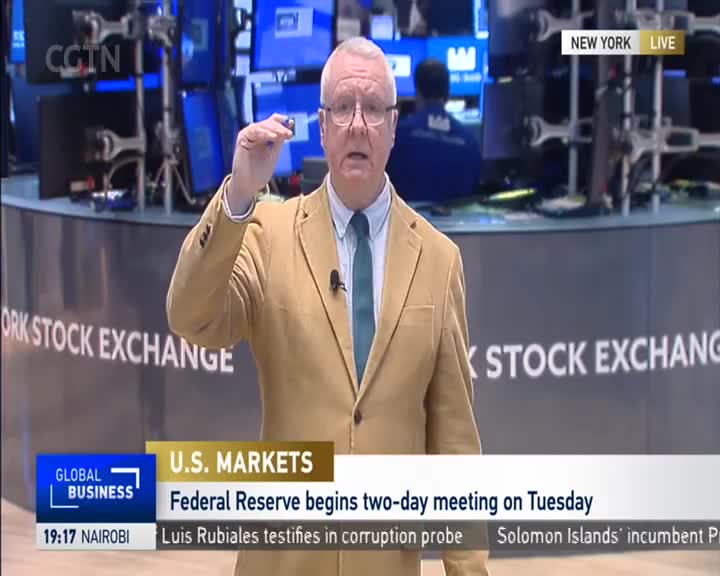 CGTN
NEW YORK LIVE
ORK STOCK EXCHANGE
K STOCK EXCHANG
U.S. MARKETS
GLOBAL BUSINESS
Federal Reserve begins two-day meeting on Tuesday
19:17 NAIROBI
Luis Rubiales testifies in corruption probe Solomon Islands' incumbent P